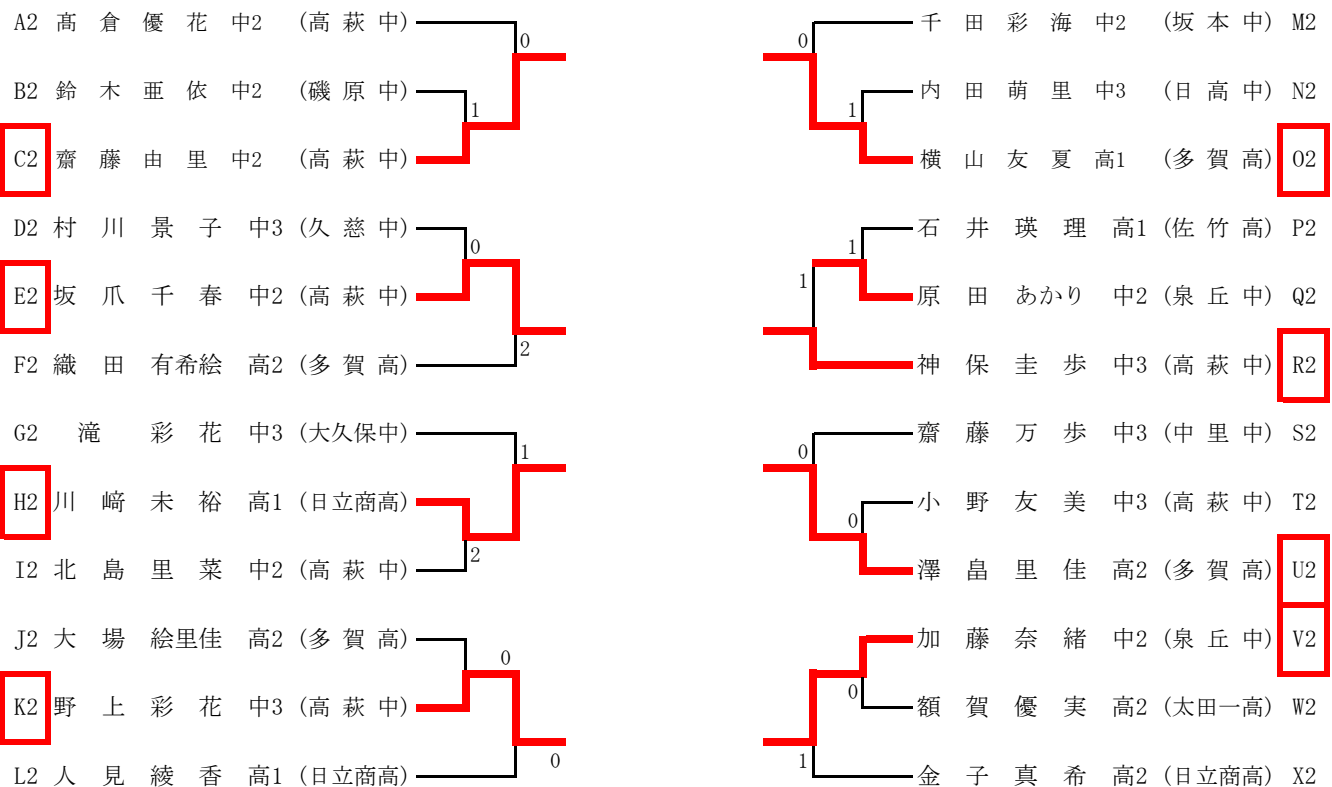 A2 髙倉優花 中2 (高萩中)
0
B2 鈴木亜依 中2 (磯原中)
1
C2 齋藤由里 中2 (高萩中)
D2 村川景子 中3 (久慈中)
0
E2 坂爪千春 中2 (高萩中)
2
F2 織田有希絵 高2 (多賀高)
G2 滝彩花 中3 (大久保中)
1
H2 川﨑未裕 高1 (日立商高)
2
I2 北島里菜 中2 (高萩中)
J2 大場絵里佳 高2 (多賀高)
0
K2 野上彩花 中3 (高萩中)
0
L2 人見綾香 高1 (日立商高)
千田彩海 中2 (坂本中) M2
0
内田萌里 中3 (日高中) N2
1
横山友夏 高1 (多賀高) O2
石井瑛理 高1 (佐竹高) P2
1
1
原田あかり 中2 (泉丘中) Q2
神保圭歩 中3 (高萩中) R2
齋藤万歩 中3 (中里中) S2
0
小野友美 中3 (高萩中) T2
0
澤畠里佳 高2 (多賀高) U2
加藤奈緒 中2 (泉丘中) V2
0
額賀優実 高2 (太田一高) W2
1
金子真希 高2 (日立商高) X2